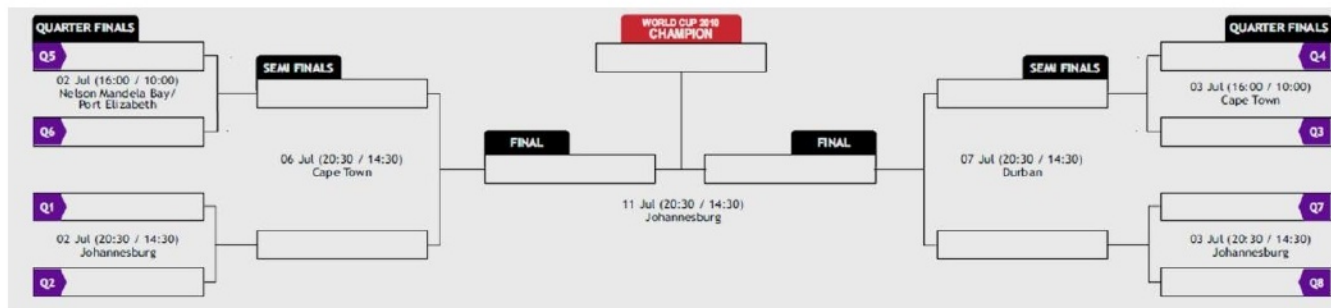 QUARTER FINALS
WORLD CUP 2010
CHAMPION
QUARTER FINALS
Q5
Q4
SEMI FINALS
SEMI FINALS
02 Jul (16:00 / 10:00)
Nelson Mandela Bay/
Port Elizabeth
03 Jul (16:00 / 10:00)
Cape Town
Q6
Q3
FINAL
FINAL
06 Jul (20:30 / 14:30)
Cape Town
07 Jul (20:30 / 14:30)
Durban
Q1
Q7
11 Jul (20:30 / 14:30)
Johannesburg
02 Jul (20:30 / 14:30)
Johannesburg
03 Jul (20:30 / 14:30)
Johannesburg
Q2
Q8